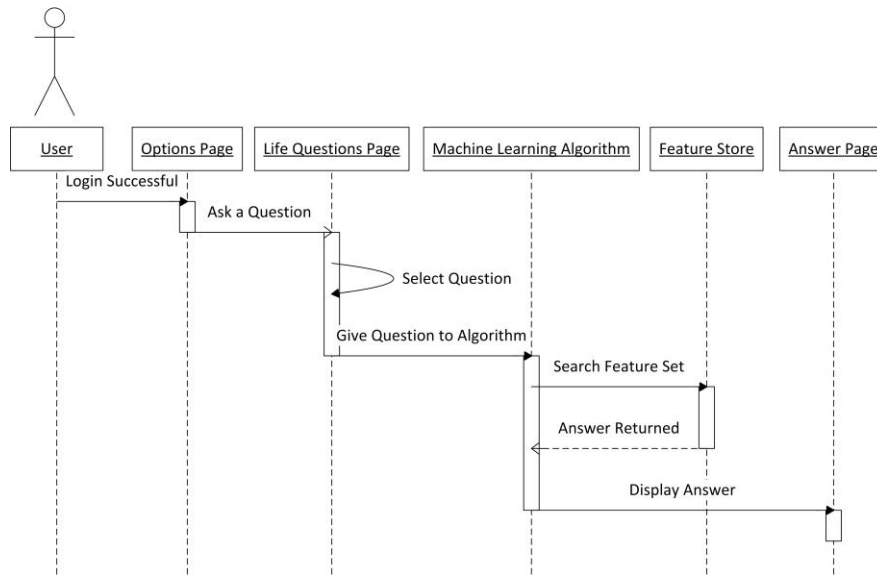 User
Options Page
Life Questions Page
Machine Learning Algorithm
Feature Store
Answer Page
Login Successful
Ask a Question
Select Question
Give Question to Algorithm
Search Feature Set
Answer Returned
Display Answer